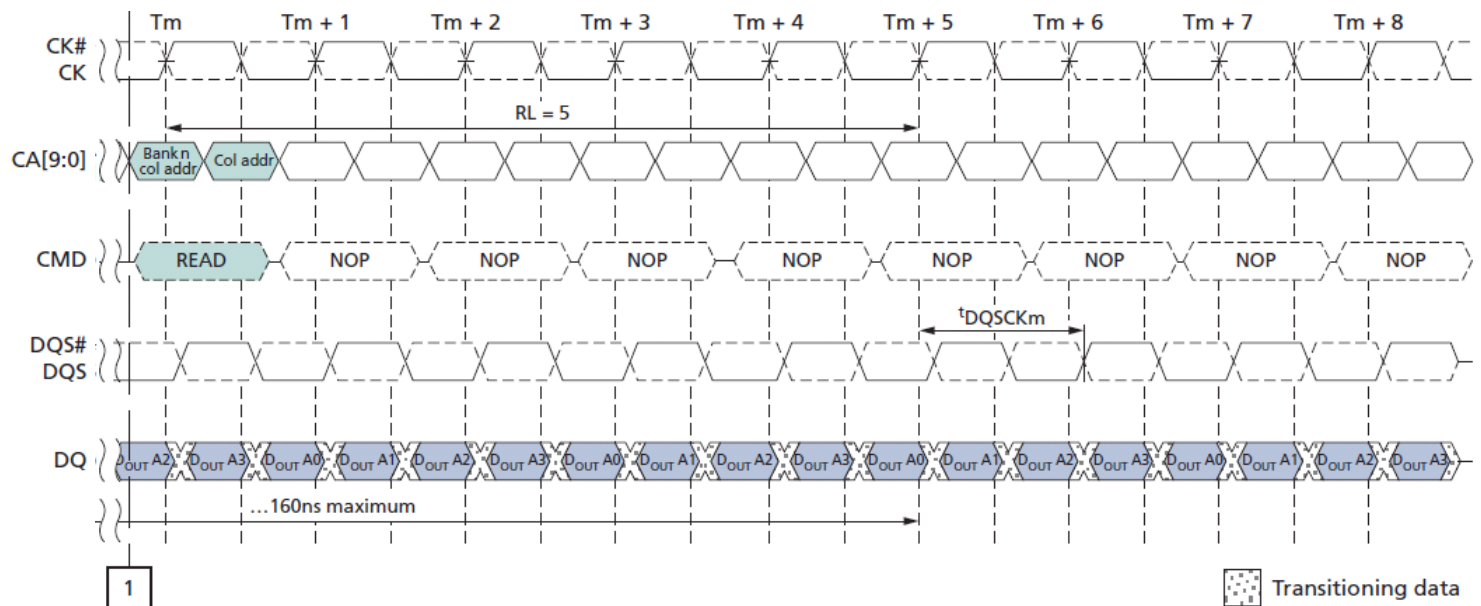 Tm Tm + 1 Tm + 2 Tm + 3 Tm + 4 Tm + 5 Tm + 6 Tm + 7 Tm + 8
CK#
CK
RL = 5
CA[9:0] Bank n col addr Col addr
CMD READ NOP NOP NOP NOP NOP NOP NOP NOP
tDQSCKm
DQS#
DQS
DQ DOUT A2 DOUT A3 DOUT A0 DOUT A1 DOUT A2 DOUT A3 DOUT A0 DOUT A1 DOUT A2 DOUT A3 DOUT A0 DOUT A1 DOUT A2 DOUT A3 DOUT A0 DOUT A1 DOUT A2 DOUT A3
...160ns maximum
1
Transitioning data